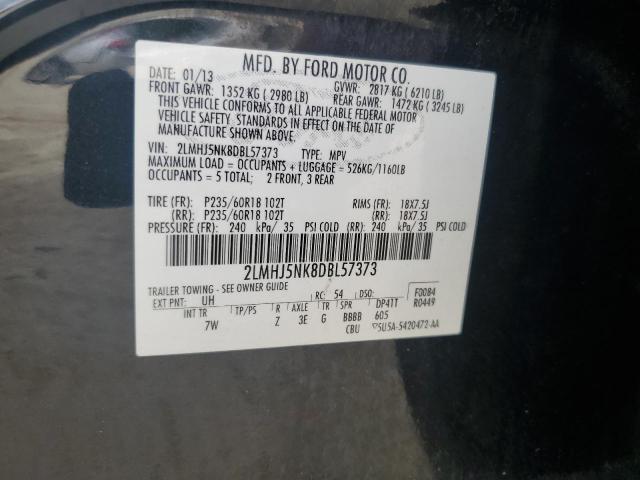 MFD. BY FORD MOTOR CO.
DATE: 01/13 GVWR: 2817 KG ( 6210 LB)
FRONT GAWR: 1352 KG ( 2980 LB) REAR GAWR: 1472 KG ( 3245 LB)
THIS VEHICLE CONFORMS TO ALL APPLICABLE FEDERAL MOTOR
VEHICLE SAFETY STANDARDS IN EFFECT ON THE DATE OF
MANUFACTURE SHOWN ABOVE.
VIN: 2LMHJ5NK8DBL57373 TYPE: MPV
MAXIMUM LOAD = OCCUPANTS + LUGGAGE = 526KG/1160LB
OCCUPANTS = 5 TOTAL; 2 FRONT, 3 REAR
TIRE (FR): P235/60R18 102T RIMS (FR): 18X7.5J
(RR): P235/60R18 102T (RR): 18X7.5J
PRESSURE (FR): 240 kPa/ 35 PSI COLD (RR): 240 kPa/ 35 PSI COLD
2LMHJ5NK8DBL57373
TRAILER TOWING - SEE OWNER GUIDE
EXT PNT: UH RC: 54 DSO: F0084
INT TR TP/PS R AXLE TR SPR DP4TT R0449
7W Z 3E G BBBB 605
CBU 5U5A-5420472-AA